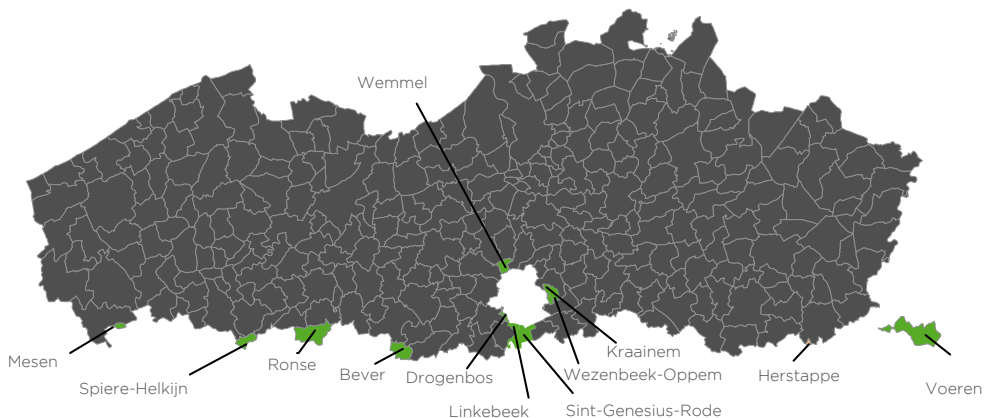 Wemmel
Kraainem
Mesen
Ronse
Wezenbeek-Oppem
Bever
Drogenbos
Herstappe
Spiere-Helkijn
Voeren
Linkebeek
Sint-Genesius-Rode